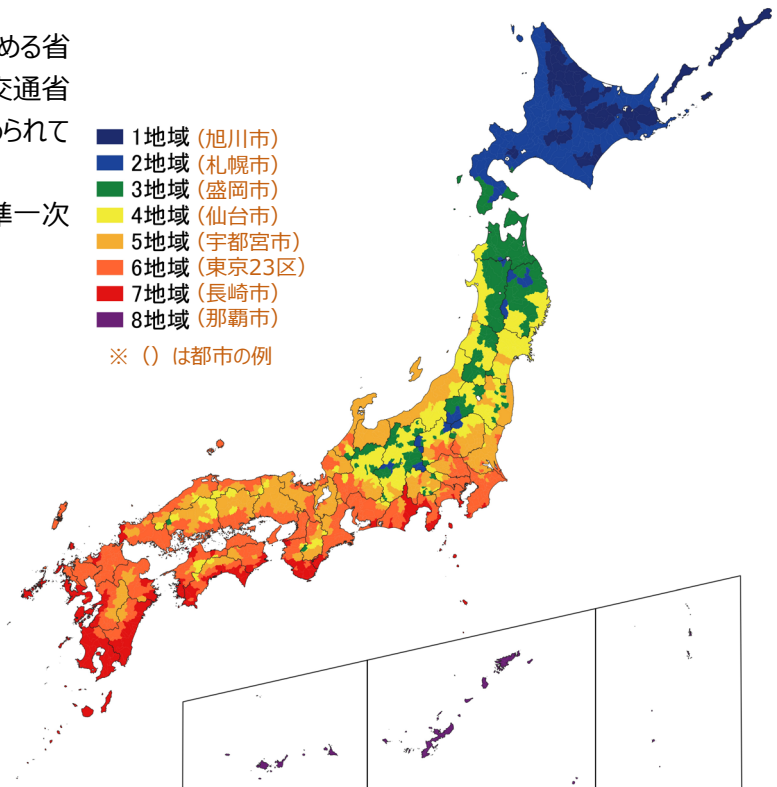 める省
交通省
られて
準一次
1地域 (旭川市)
2地域 (札幌市)
3地域 (盛岡市)
4地域 (仙台市)
5地域 (宇都宮市)
6地域 (東京23区)
7地域 (長崎市)
8地域 (那覇市)
※ () は都市の例